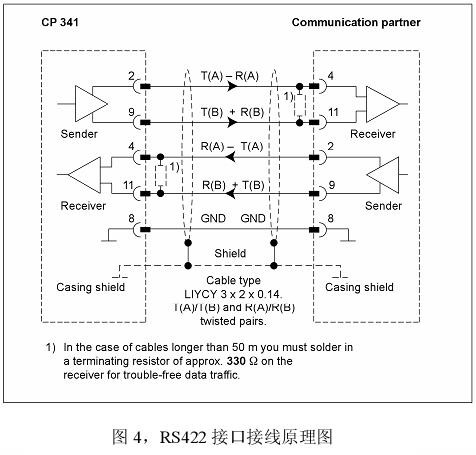 CP 341 Communication partner
2 T(A) – R(A) 4
1)
9 T(B) + R(B) 11
Sender Receiver
4 R(A) – T(A) 2
1)
11 R(B) + T(B) 9
Receiver Sender
8 GND GND 8
Shield
Casing shield Casing shield
Cable type
LIYCY 3 x 2 x 0.14.
T(A)/T(B) and R(A)/R(B)
twisted pairs.
1) In the case of cables longer than 50 m you must solder in
a terminating resistor of approx. 330 Ω on the
receiver for trouble-free data traffic.
图 4，RS422 接口接线原理图